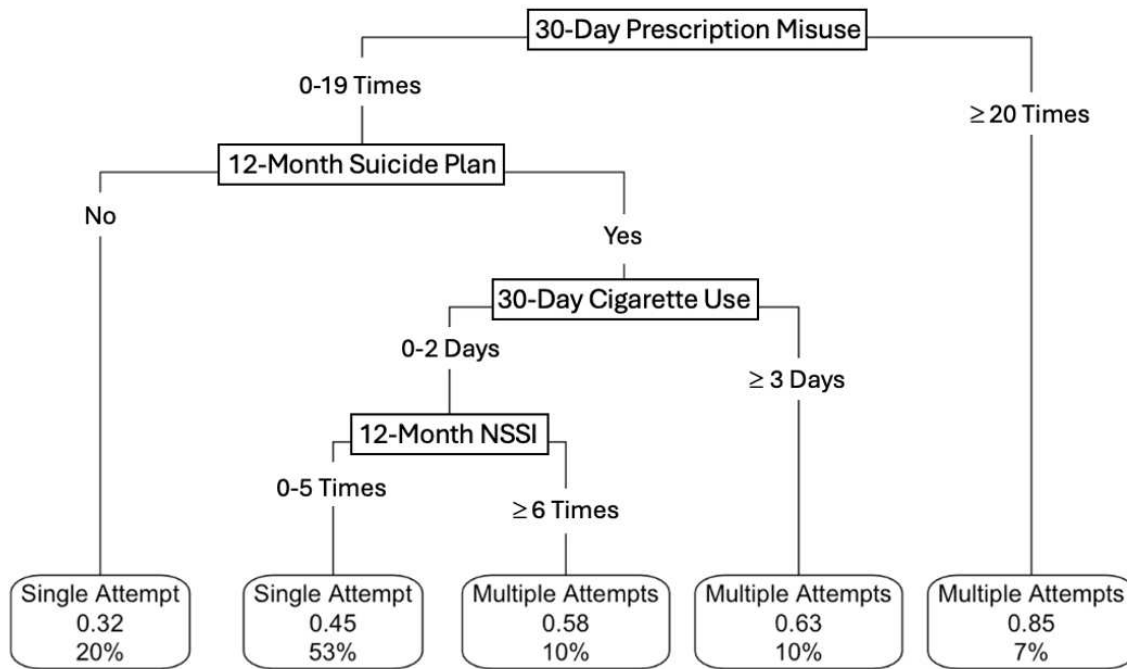 30-Day Prescription Misuse
0-19 Times
≥ 20 Times
12-Month Suicide Plan
No
Yes
30-Day Cigarette Use
0-2 Days
≥ 3 Days
12-Month NSSI
0-5 Times
≥ 6 Times
Single Attempt
0.32
20%
Single Attempt
0.45
53%
Multiple Attempts
0.58
10%
Multiple Attempts
0.63
10%
Multiple Attempts
0.85
7%